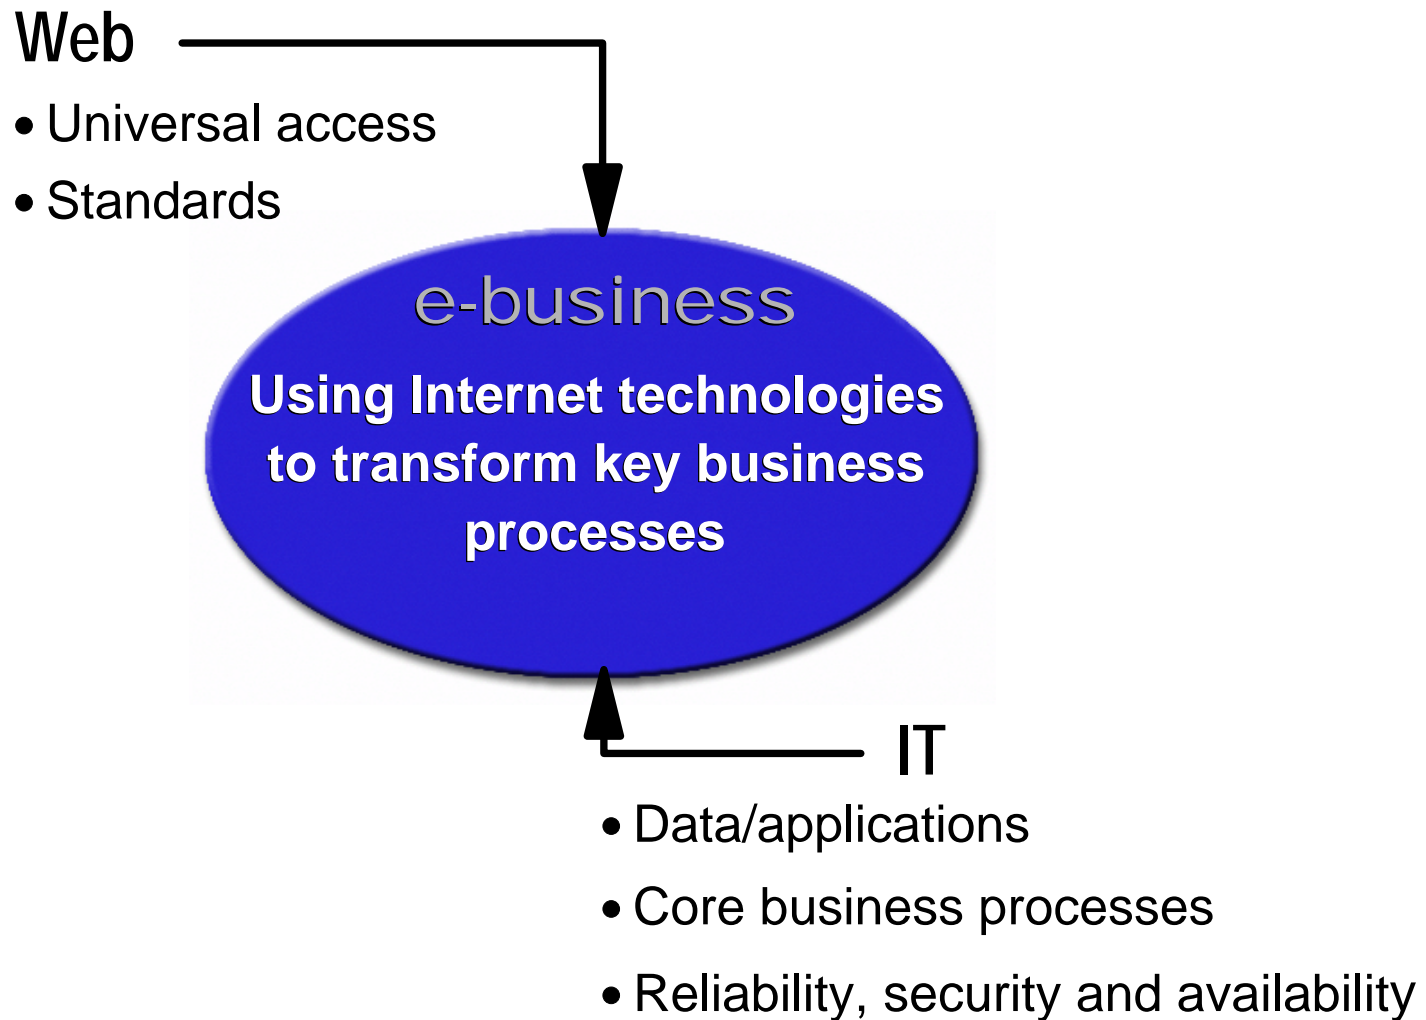 Web
• Universal access
• Standards
e-business
Using Internet technologies
to transform key business
processes
IT
• Data/applications
• Core business processes
• Reliability, security and availability